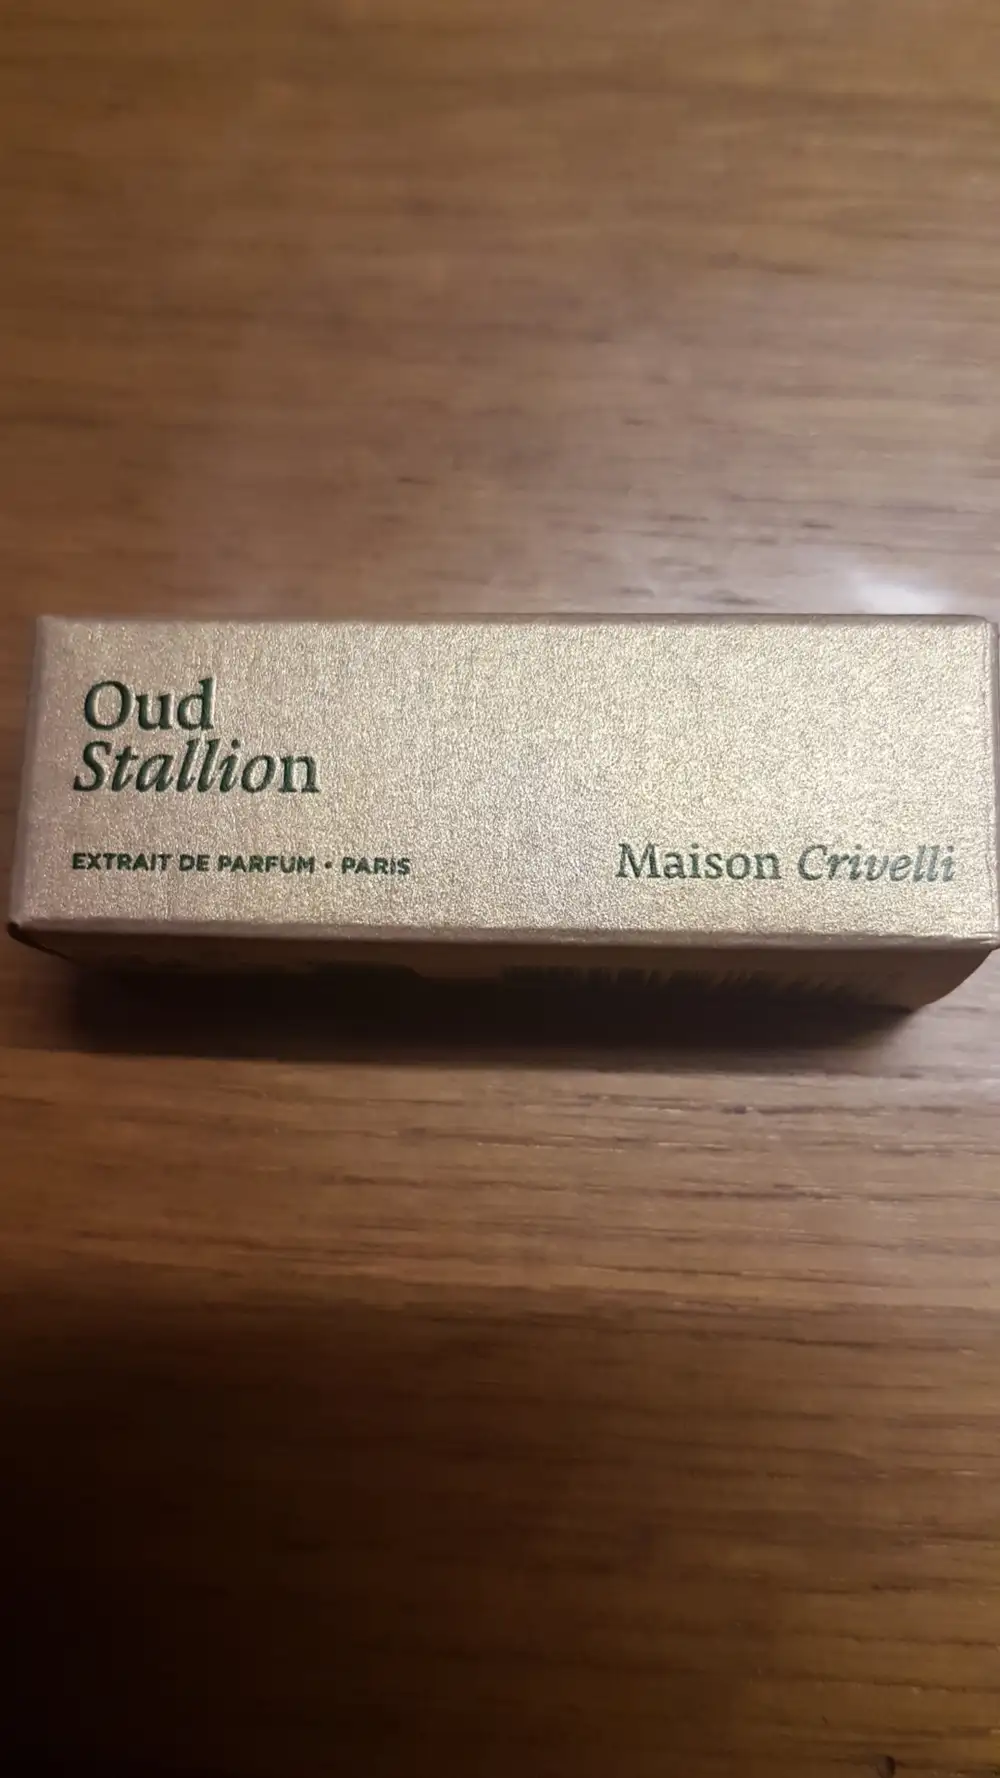 Oud
Stallion
EXTRAIT DE PARFUM • PARIS
Maison Crivelli